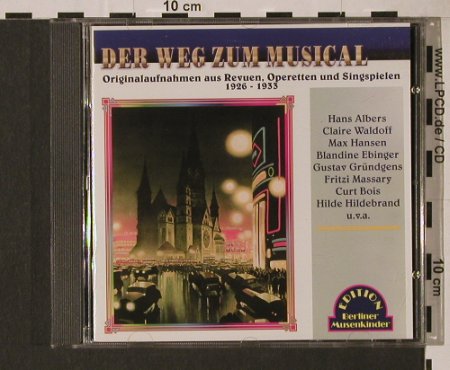 10 cm
DER WEG ZUM MUSICAL
Originalaufnahmen aus Revuen, Operetten und Singspielen
1926 - 1933
Hans Albers
Claire Waldoff
Max Hansen
Blandine Ebinger
Gustav Gründgens
Fritzi Massary
Curt Bois
Hilde Hildebrand
u.v.a.
EDITION
Berliner
Musenkinder
www.LPCD.de / CD
10 cm